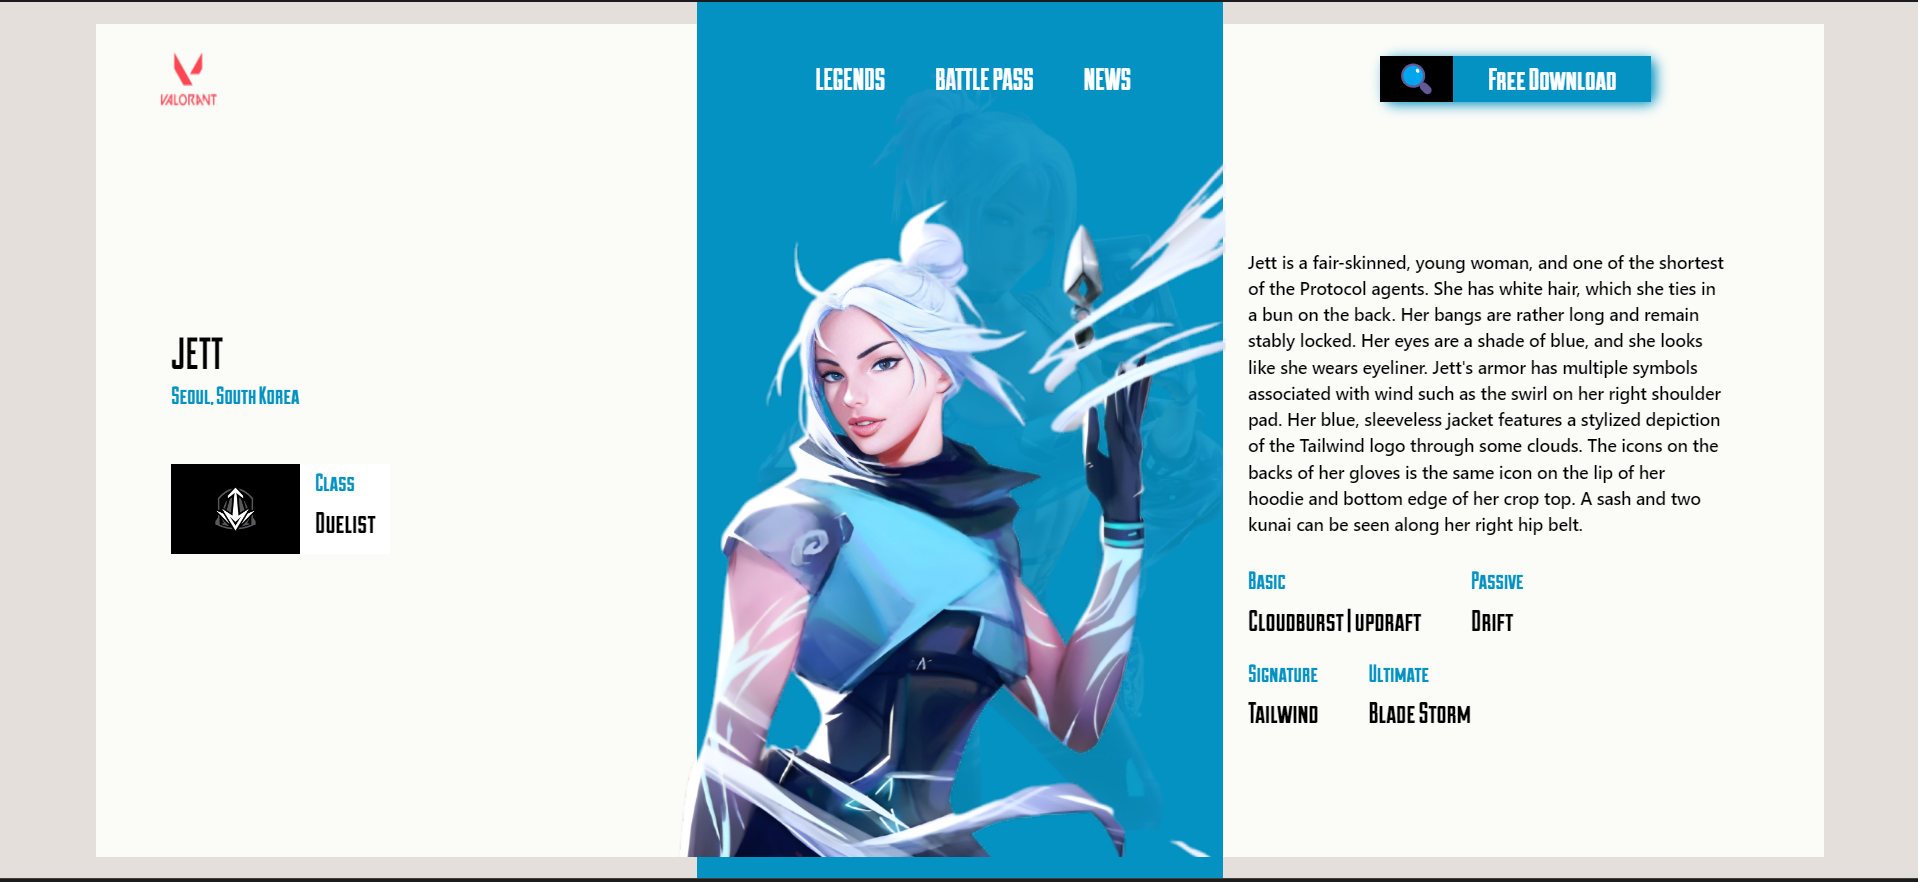 VALORANT
LEGENDS BATTLE PASS NEWS
Free Download
JETT
Seoul, South Korea
Class
Duelist
Jett is a fair-skinned, young woman, and one of the shortest
of the Protocol agents. She has white hair, which she ties in
a bun on the back. Her bangs are rather long and remain
stably locked. Her eyes are a shade of blue, and she looks
like she wears eyeliner. Jett's armor has multiple symbols
associated with wind such as the swirl on her right shoulder
pad. Her blue, sleeveless jacket features a stylized depiction
of the Tailwind logo through some clouds. The icons on the
backs of her gloves is the same icon on the lip of her
hoodie and bottom edge of her crop top. A sash and two
kunai can be seen along her right hip belt.
Basic Passive
Cloudburst | updraft Drift
Signature Ultimate
Tailwind Blade Storm